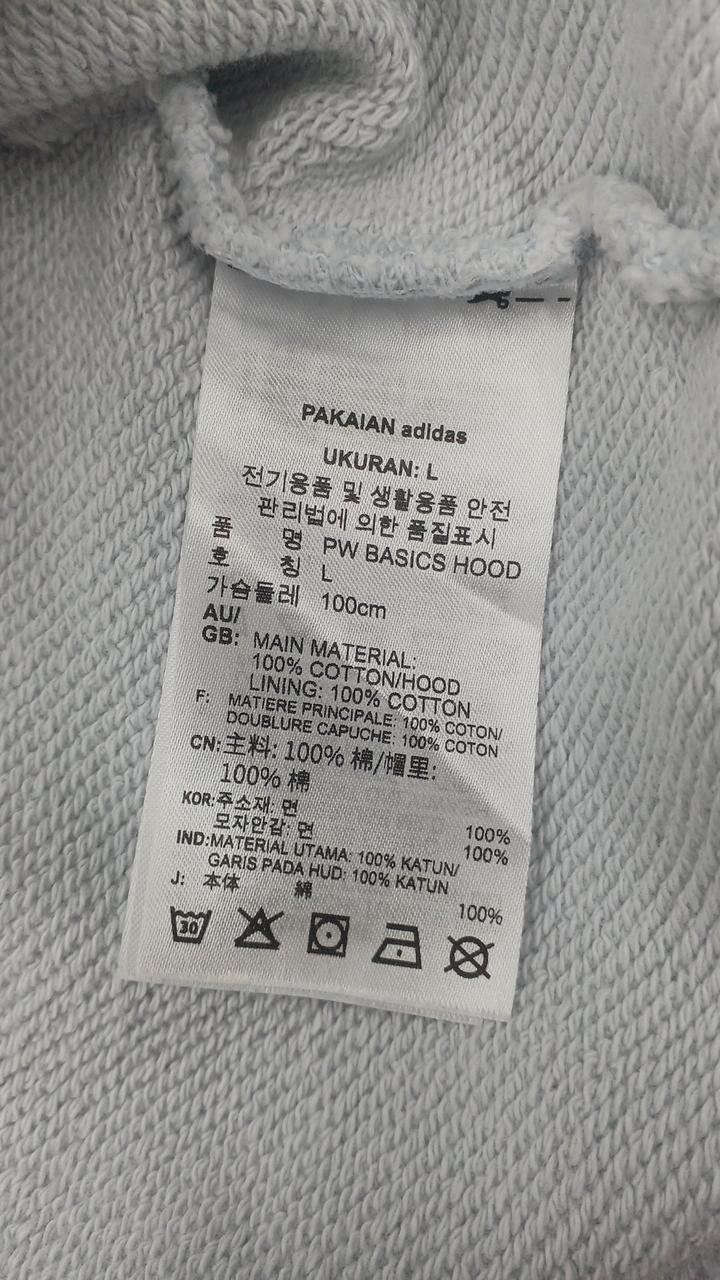 PAKAIAN adidas
UKURAN: L
전기용품 및 생활용품 안전
관리법에 의한 품질표시
품 명 PW BASICS HOOD
호 칭 L
가슴둘레 100cm
AU/
GB: MAIN MATERIAL:
100% COTTON/HOOD
LINING: 100% COTTON
F: MATIERE PRINCIPALE: 100% COTON/
DOUBLURE CAPUCHE: 100% COTON
CN:主料: 100% 棉/帽里:
100% 棉
KOR:주소재: 면 100%
모자안감: 면 100%
IND:MATERIAL UTAMA: 100% KATUN/
GARIS PADA HUD: 100% KATUN
J: 本体 綿 100%
30